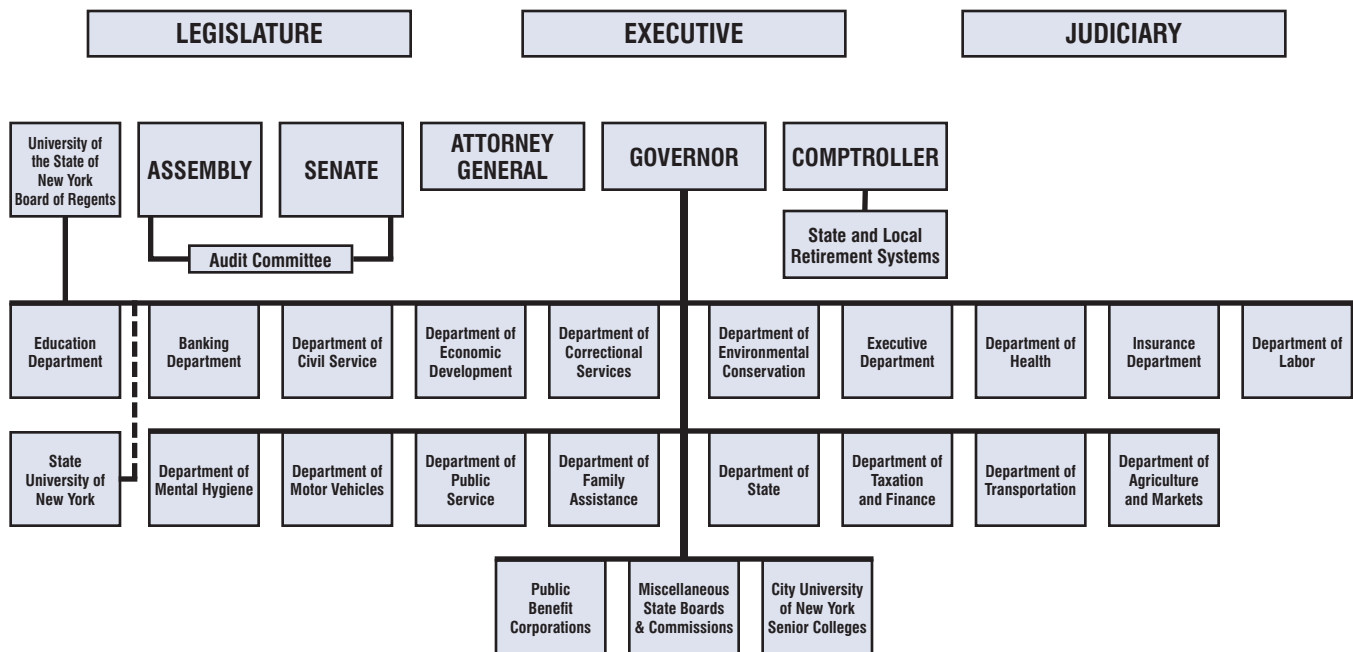 LEGISLATURE
EXECUTIVE
JUDICIARY
University of
the State of
New York
Board of Regents
ASSEMBLY
SENATE
ATTORNEY
GENERAL
GOVERNOR
COMPTROLLER
Audit Committee
State and Local
Retirement Systems
Education
Department
Banking
Department
Department of
Civil Service
Department of
Economic
Development
Department of
Correctional
Services
Department of
Environmental
Conservation
Executive
Department
Department of
Health
Insurance
Department
Department of
Labor
State
University of
New York
Department of
Mental Hygiene
Department of
Motor Vehicles
Department of
Public
Service
Department of
Family
Assistance
Department of
State
Department of
Taxation
and Finance
Department of
Transportation
Department of
Agriculture
and Markets
Public
Benefit
Corporations
Miscellaneous
State Boards
& Commissions
City University
of New York
Senior Colleges